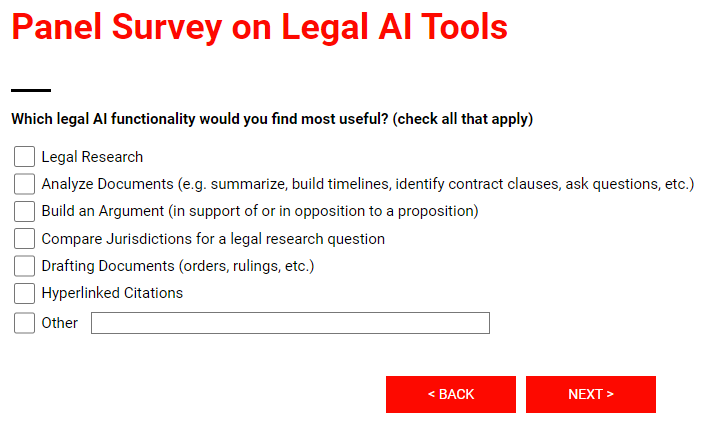 Panel Survey on Legal AI Tools
Which legal AI functionality would you find most useful? (check all that apply)
Legal Research
Analyze Documents (e.g. summarize, build timelines, identify contract clauses, ask questions, etc.)
Build an Argument (in support of or in opposition to a proposition)
Compare Jurisdictions for a legal research question
Drafting Documents (orders, rulings, etc.)
Hyperlinked Citations
Other
< BACK NEXT >